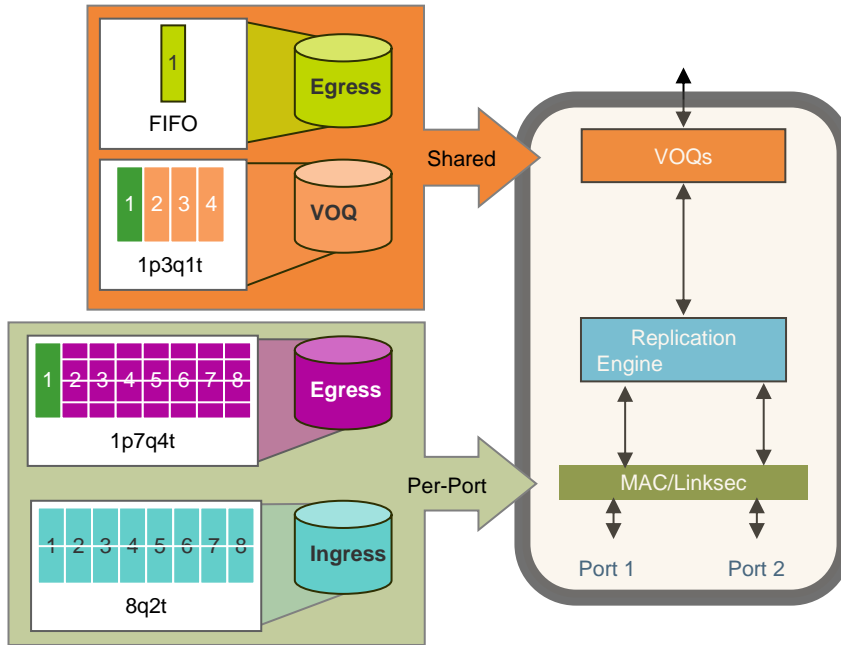 1
FIFO
Egress
1 2 3 4
1p3q1t
VOQ
Shared
1 2 3 4 5 6 7 8
1p7q4t
Egress
1 2 3 4 5 6 7 8
8q2t
Ingress
Per-Port
VOQs
Replication
Engine
MAC/Linksec
Port 1
Port 2